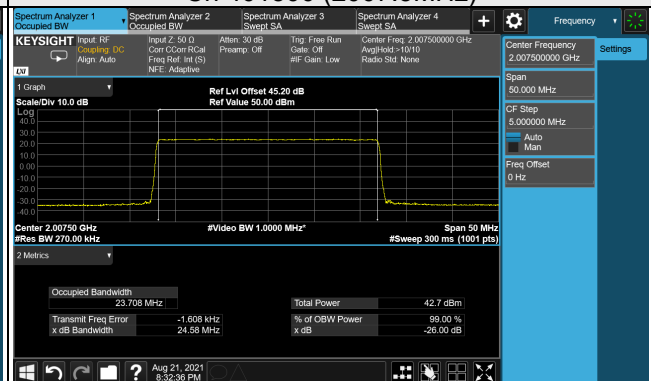 Spectrum Analyzer 1
Occupied BW
Spectrum Analyzer 2
Occupied BW
Spectrum Analyzer 3
Swept SA
Spectrum Analyzer 4
Swept SA
+
Frequency
KEYSIGHT
Input: RF
Coupling: DC
Align: Auto
Input Z: 50 Ω
Corr CCorr RCal
Freq Ref: Int (S)
NFE: Adaptive
Atten: 30 dB
Preamp: Off
Trig: Free Run
Gate: Off
#IF Gain: Low
Center Freq: 2.007500000 GHz
Avg|Hold:>10/10
Radio Std: None
LXI
Center Frequency
2.007500000 GHz
Settings
Span
50.000 MHz
CF Step
5.000000 MHz
Auto
Man
Freq Offset
0 Hz
1 Graph
Scale/Div 10.0 dB
Ref Lvl Offset 45.20 dB
Ref Value 50.00 dBm
Log
40.0
30.0
20.0
10.0
0.00
-10.0
-20.0
-30.0
-40.0
Center 2.00750 GHz
#Video BW 1.0000 MHz*
Span 50 MHz
#Res BW 270.00 kHz
#Sweep 300 ms (1001 pts)
2 Metrics
Occupied Bandwidth
23.708 MHz
Total Power 42.7 dBm
Transmit Freq Error -1.608 kHz
% of OBW Power 99.00 %
x dB Bandwidth 24.58 MHz
x dB -26.00 dB
?
Aug 21, 2021
8:32:36 PM